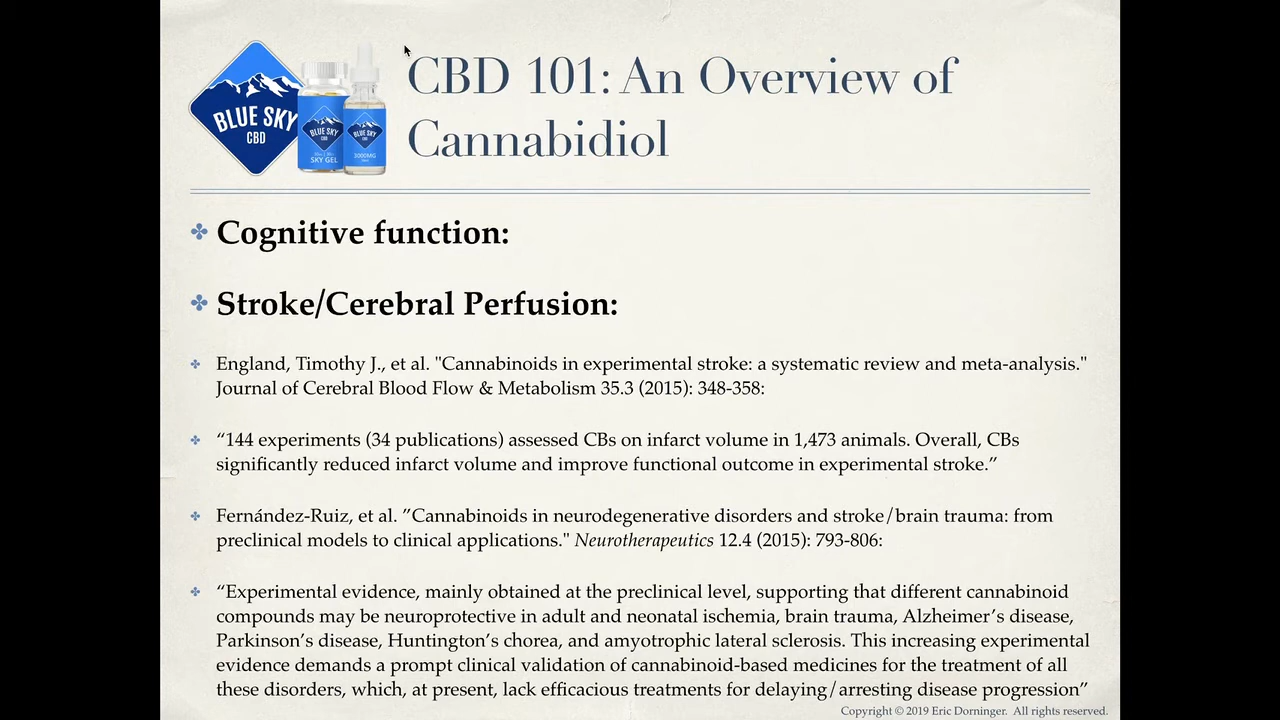 CBD 101: An Overview of
Cannabidiol
BLUE SKY
CBD
BLUE SKY
CBD
SKY GEL
BLUE SKY
CBD
3000MG
Cognitive function:
Stroke/Cerebral Perfusion:
England, Timothy J., et al. "Cannabinoids in experimental stroke: a systematic review and meta-analysis."
Journal of Cerebral Blood Flow & Metabolism 35.3 (2015): 348-358:
“144 experiments (34 publications) assessed CBs on infarct volume in 1,473 animals. Overall, CBs
significantly reduced infarct volume and improve functional outcome in experimental stroke.”
Fernández-Ruiz, et al. ”Cannabinoids in neurodegenerative disorders and stroke/brain trauma: from
preclinical models to clinical applications." Neurotherapeutics 12.4 (2015): 793-806:
“Experimental evidence, mainly obtained at the preclinical level, supporting that different cannabinoid
compounds may be neuroprotective in adult and neonatal ischemia, brain trauma, Alzheimer’s disease,
Parkinson’s disease, Huntington’s chorea, and amyotrophic lateral sclerosis. This increasing experimental
evidence demands a prompt clinical validation of cannabinoid-based medicines for the treatment of all
these disorders, which, at present, lack efficacious treatments for delaying/arresting disease progression”
Copyright © 2019 Eric Dorninger. All rights reserved.